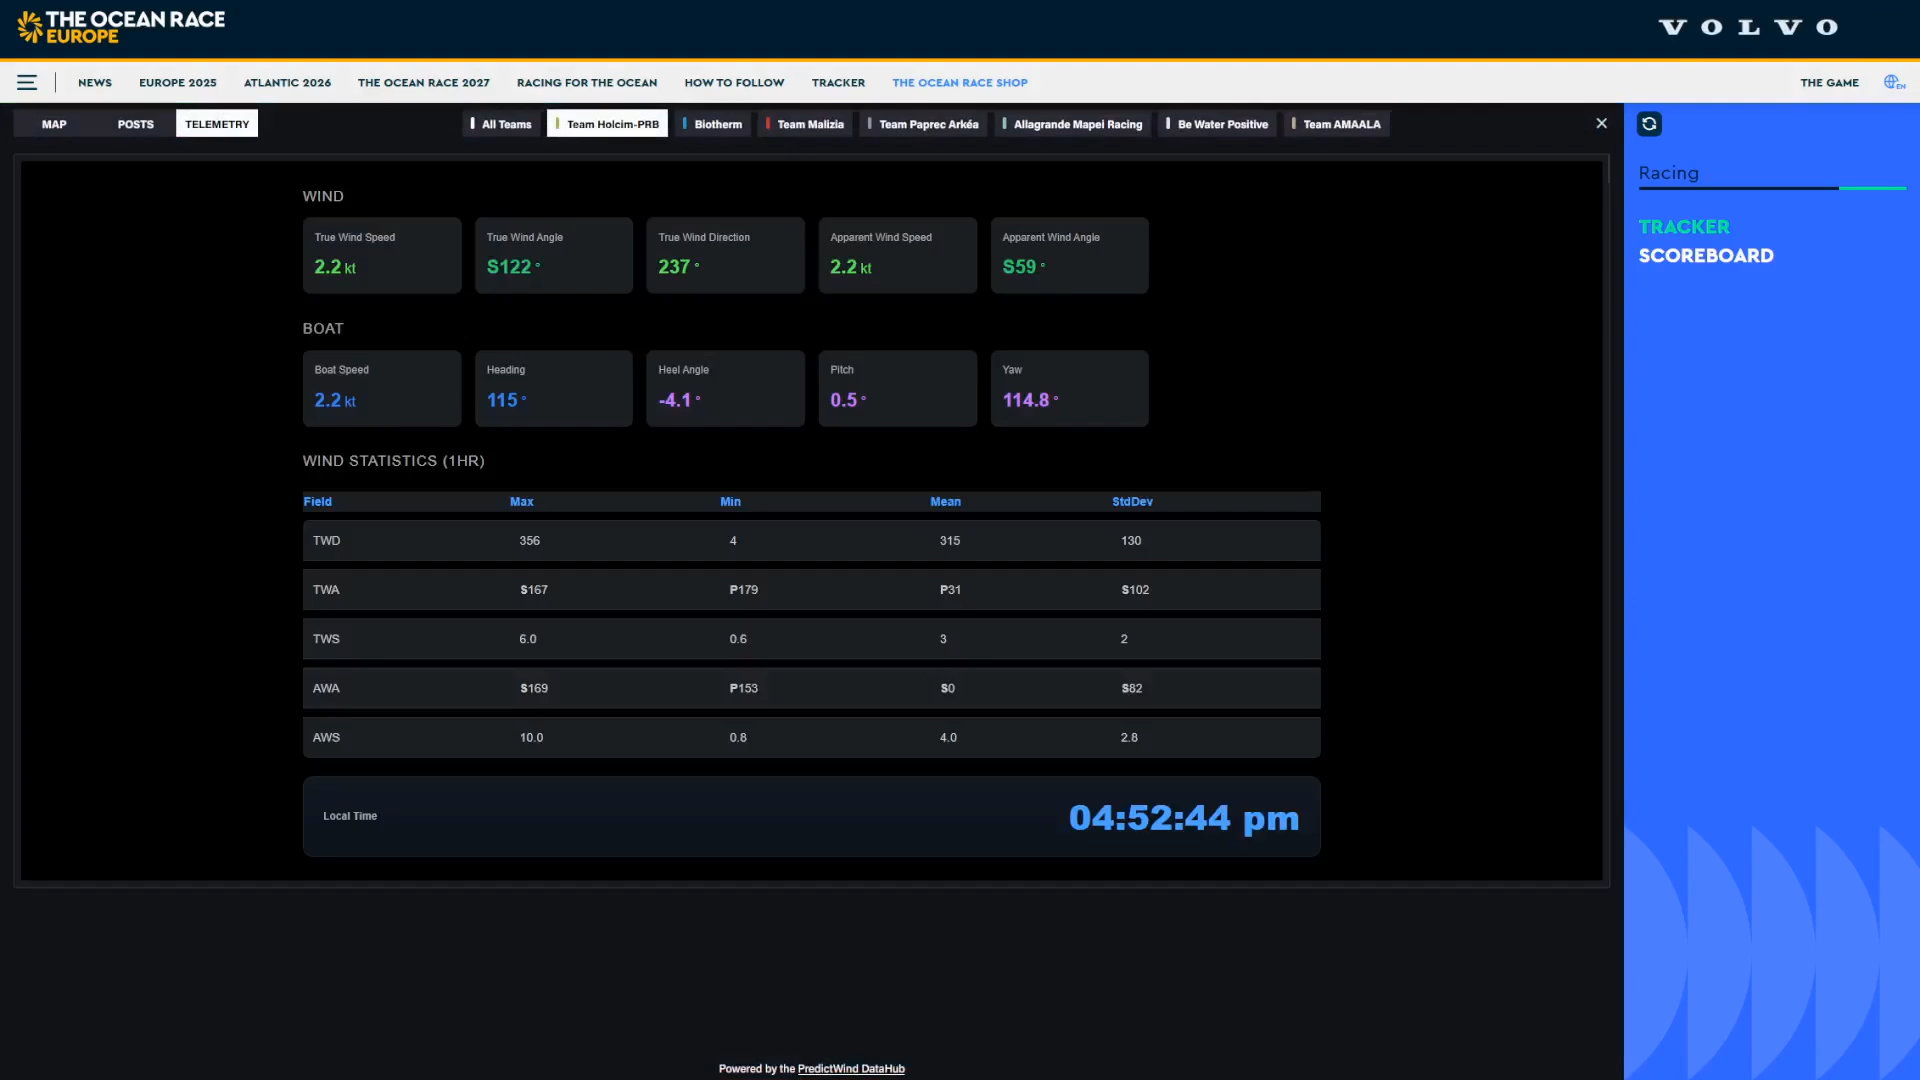 THE OCEAN RACE
EUROPE
VOLVO
NEWS EUROPE 2025 ATLANTIC 2026 THE OCEAN RACE 2027 RACING FOR THE OCEAN HOW TO FOLLOW TRACKER THE OCEAN RACE SHOP THE GAME EN
MAP POSTS TELEMETRY All Teams Team Holcim-PRB Biotherm Team Malizia Team Paprec Arkéa Allagrande Mapei Racing Be Water Positive Team AMAALA
Racing
TRACKER
SCOREBOARD
WIND
True Wind Speed True Wind Angle True Wind Direction Apparent Wind Speed Apparent Wind Angle
2.2 kt S122 ° 237 ° 2.2 kt S59 °
BOAT
Boat Speed Heading Heel Angle Pitch Yaw
2.2 kt 115 ° -4.1 ° 0.5 ° 114.8 °
WIND STATISTICS (1HR)
Field Max Min Mean StdDev
TWD 356 4 315 130
TWA S167 P179 P31 S102
TWS 6.0 0.6 3 2
AWA S169 P153 S0 S82
AWS 10.0 0.8 4.0 2.8
Local Time 04:52:44 pm
Powered by the PredictWind DataHub